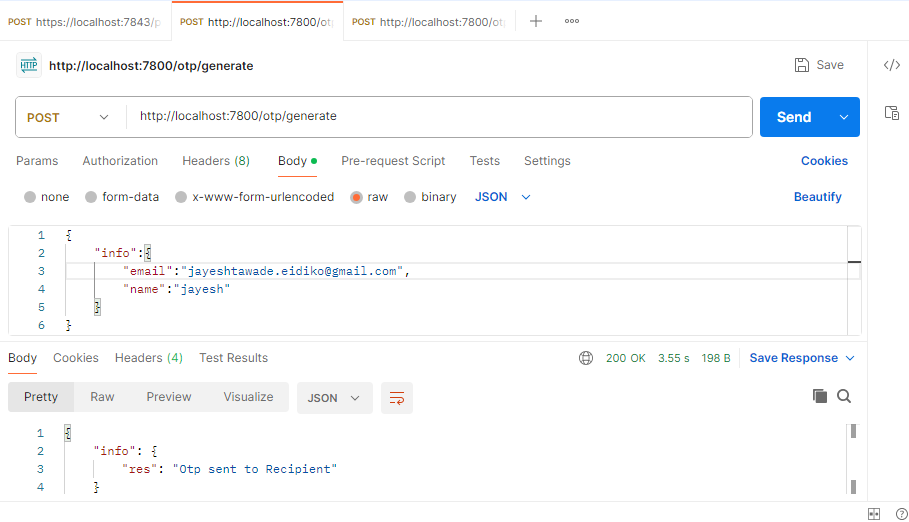 POST https://localhost:7843/p
POST http://localhost:7800/ot
POST http://localhost:7800/otp
HTTP http://localhost:7800/otp/generate
Save
POST
http://localhost:7800/otp/generate
Send
Params Authorization Headers (8) Body Pre-request Script Tests Settings Cookies
none form-data x-www-form-urlencoded raw binary JSON Beautify
1 {
2 "info":{
3 "email":"jayeshtawade.eidiko@gmail.com",
4 "name":"jayesh"
5 }
6 }
Body Cookies Headers (4) Test Results 200 OK 3.55 s 198 B Save Response
Pretty Raw Preview Visualize JSON
1 {
2 "info": {
3 "res": "Otp sent to Recipient"
4 }